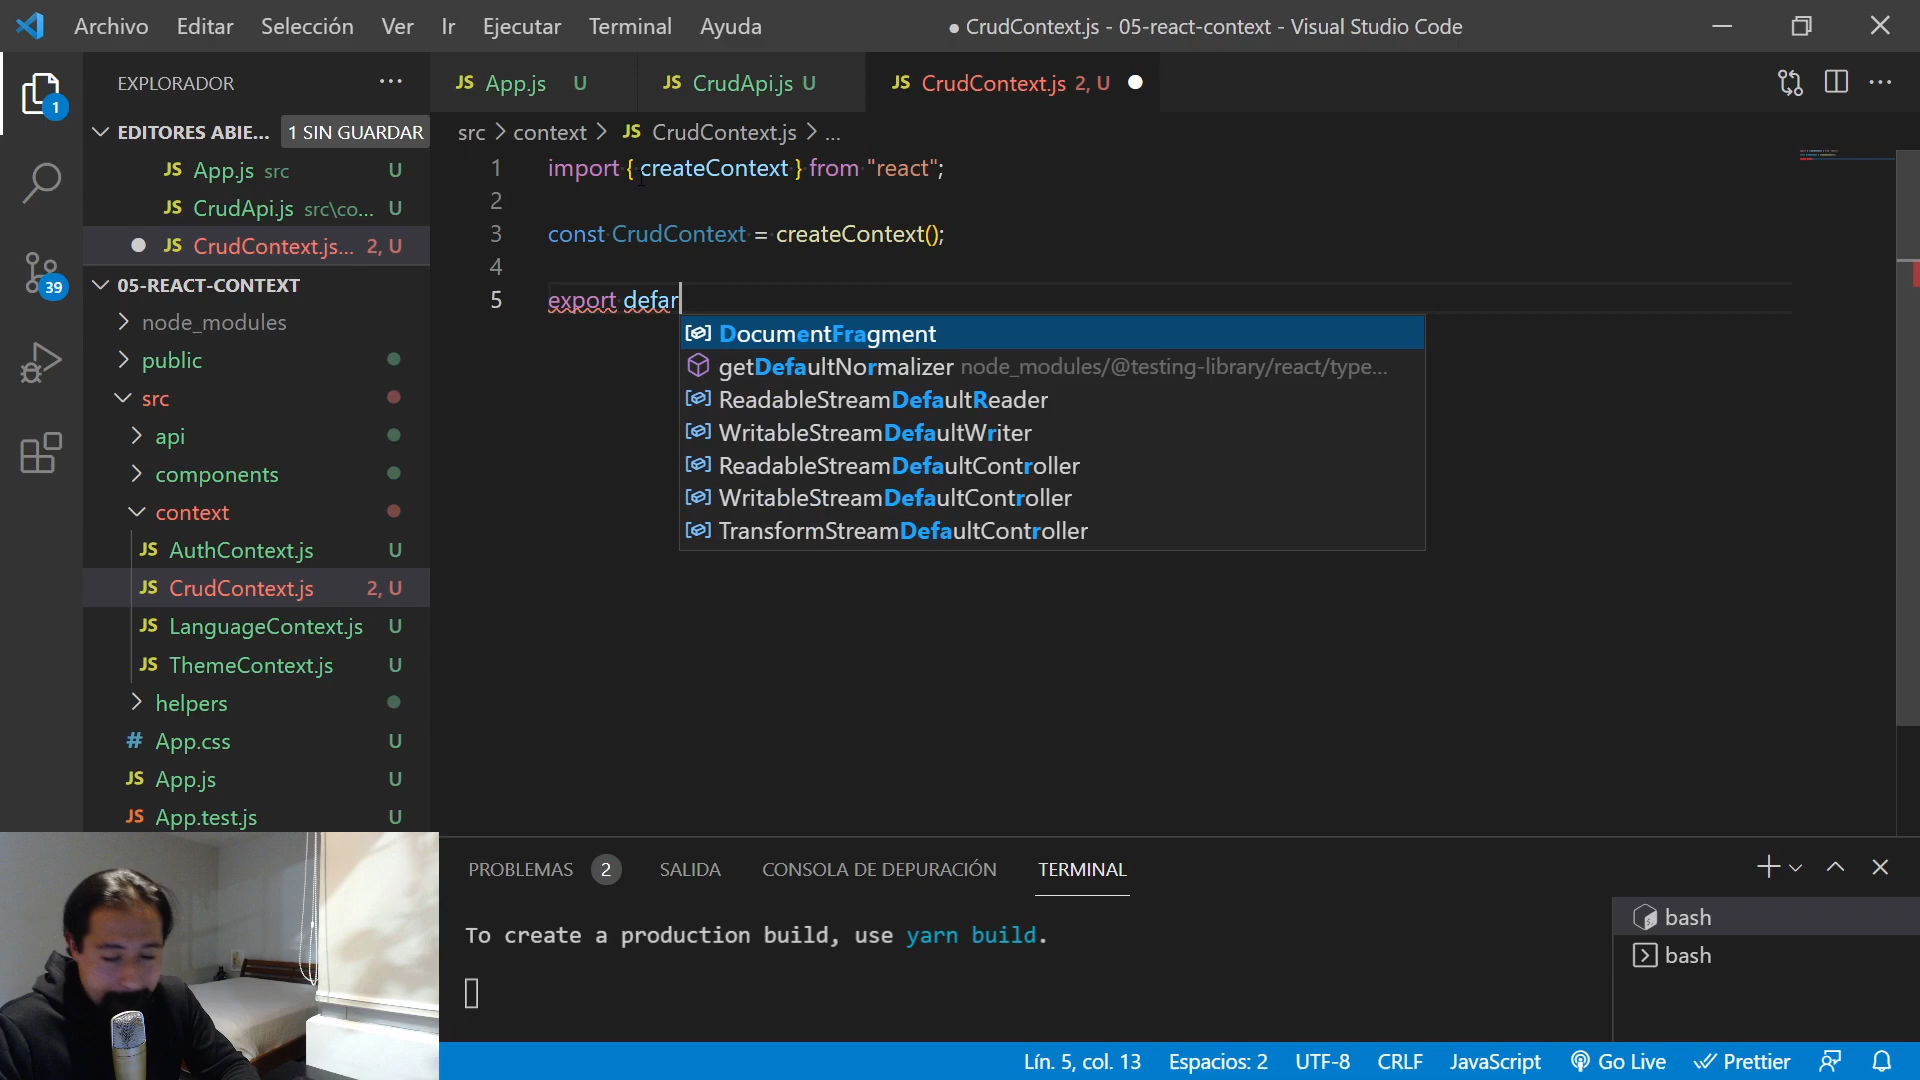 Archivo Editar Selección Ver Ir Ejecutar Terminal Ayuda
● CrudContext.js - 05-react-context - Visual Studio Code
EXPLORADOR
EDITORES ABIE... 1 SIN GUARDAR
JS App.js src U
JS CrudApi.js src\co... U
JS CrudContext.js... 2, U
05-REACT-CONTEXT
node_modules
public
src
api
components
context
JS AuthContext.js U
JS CrudContext.js 2, U
JS LanguageContext.js U
JS ThemeContext.js U
helpers
# App.css U
JS App.js U
JS App.test.js U
1
39
JS App.js U
JS CrudApi.js U
JS CrudContext.js 2, U
src > context > JS CrudContext.js > ...
1 import { createContext } from "react";
2
3 const CrudContext = createContext();
4
5 export defar
DocumentFragment
getDefaultNormalizer node_modules/@testing-library/react/type...
ReadableStreamDefaultReader
WritableStreamDefaultWriter
ReadableStreamDefaultController
WritableStreamDefaultController
TransformStreamDefaultController
PROBLEMAS 2 SALIDA CONSOLA DE DEPURACIÓN TERMINAL
To create a production build, use yarn build.
bash
bash
Lín. 5, col. 13 Espacios: 2 UTF-8 CRLF JavaScript Go Live Prettier